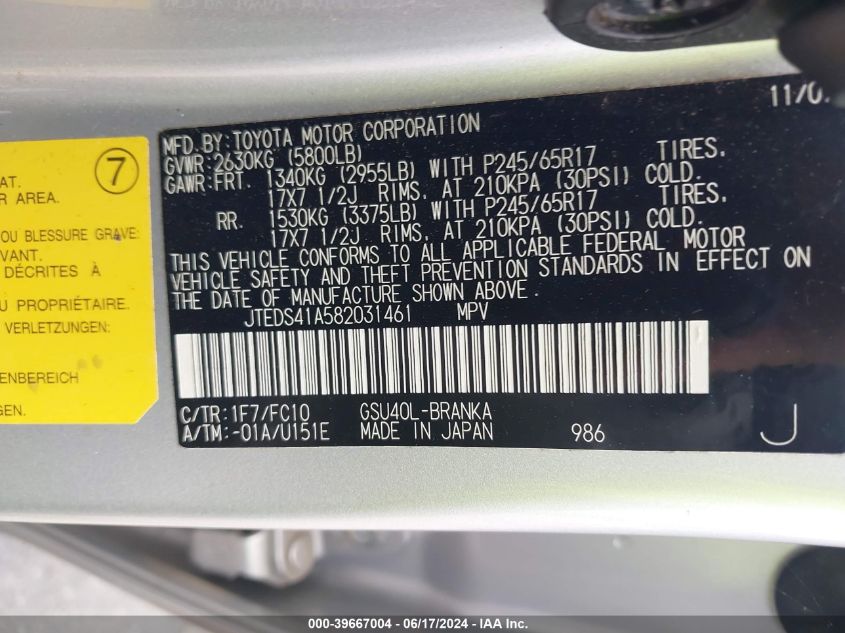 11/0
MFD.BY:TOYOTA MOTOR CORPORATION
GVWR:2630KG (5800LB)
GAWR:FRT. 1340KG (2955LB) WITH P245/65R17 TIRES.
17X7 1/2J RIMS, AT 210KPA (30PSI) COLD.
RR. 1530KG (3375LB) WITH P245/65R17 TIRES.
17X7 1/2J RIMS, AT 210KPA (30PSI) COLD.
THIS VEHICLE CONFORMS TO ALL APPLICABLE FEDERAL MOTOR
VEHICLE SAFETY AND THEFT PREVENTION STANDARDS IN EFFECT ON
THE DATE OF MANUFACTURE SHOWN ABOVE.
JTEDS41A582031461 MPV
C/TR:1F7/FC10 GSU40L-BRANKA
A/TM:-01A/U151E MADE IN JAPAN 986 J
7
AT.
R AREA.
OU BLESSURE GRAVE:
VANT.
DÉCRITES À
U PROPRIÉTAIRE.
VERLETZUNGEN:
ENBEREICH
den.
000-39667004 - 06/17/2024 - IAA Inc.